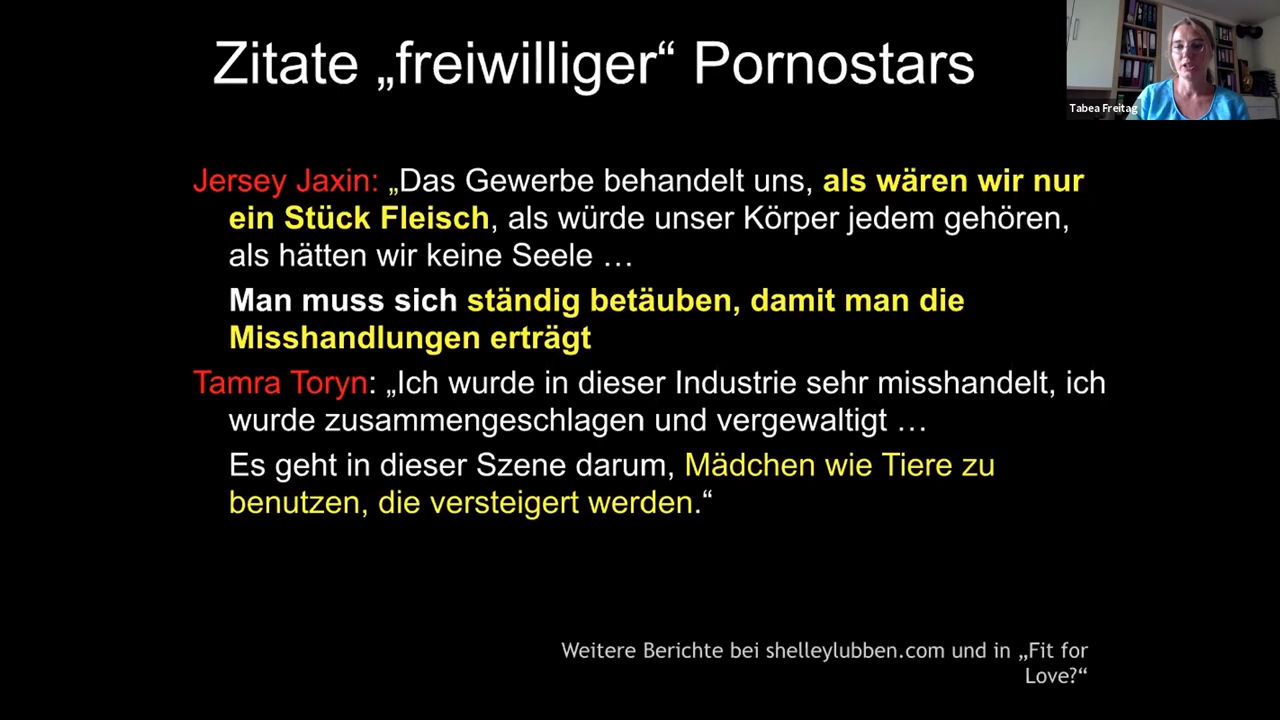 Zitate „freiwilliger“ Pornostars
Tabea Freitag
Jersey Jaxin: „Das Gewerbe behandelt uns, als wären wir nur
ein Stück Fleisch, als würde unser Körper jedem gehören,
als hätten wir keine Seele …
Man muss sich ständig betäuben, damit man die
Misshandlungen erträgt
Tamra Toryn: „Ich wurde in dieser Industrie sehr misshandelt, ich
wurde zusammengeschlagen und vergewaltigt …
Es geht in dieser Szene darum, Mädchen wie Tiere zu
benutzen, die versteigert werden.“
Weitere Berichte bei shelleylubben.com und in „Fit for
Love?“